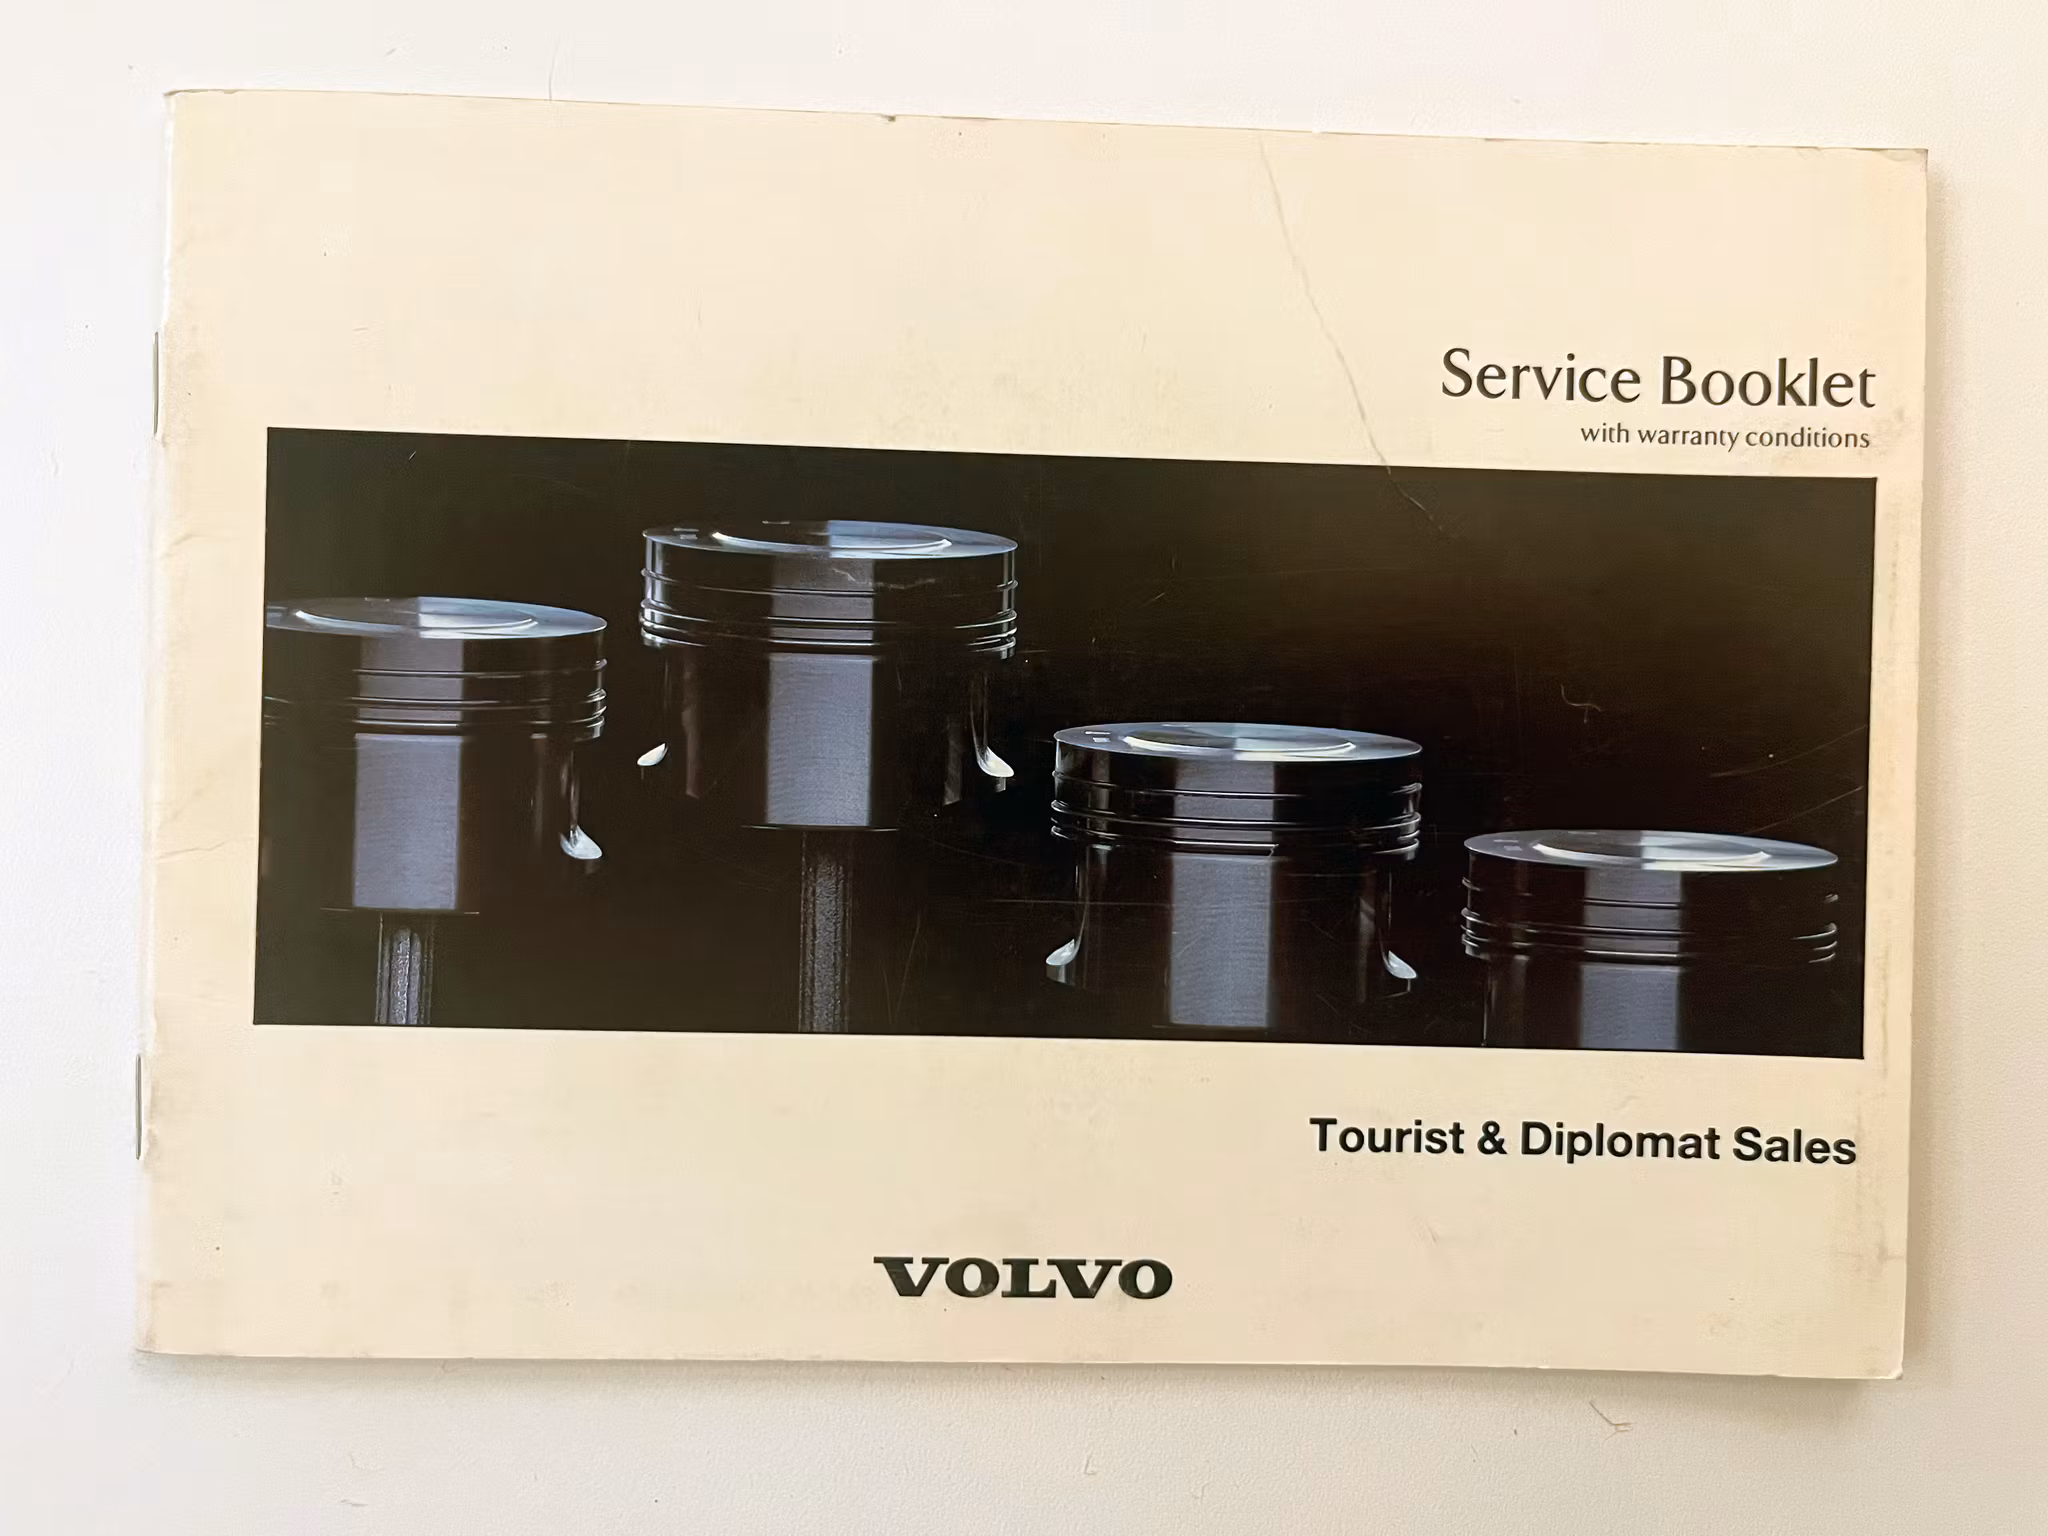 Service Booklet
with warranty conditions
Tourist & Diplomat Sales
VOLVO